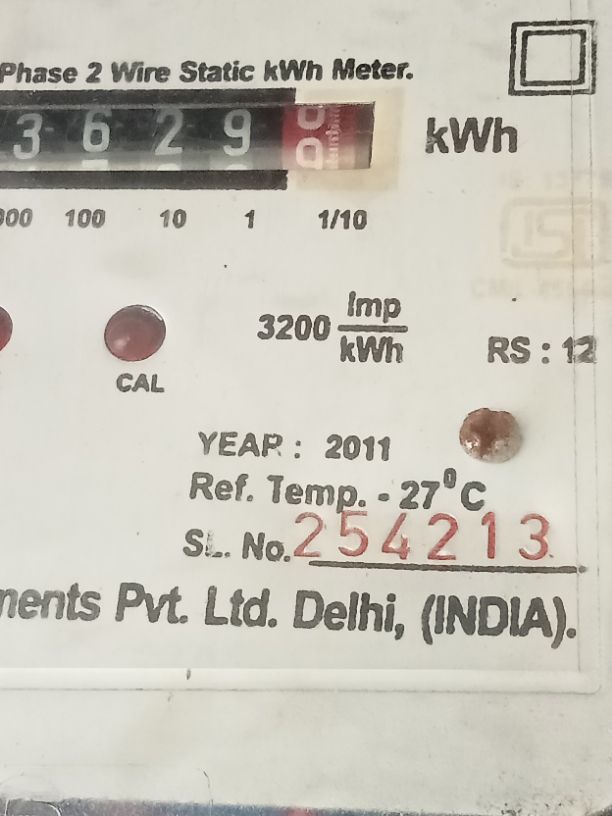 Phase 2 Wire Static kWh Meter.
3 6 2 9
kWh
100 10 1 1/10
3200 Imp
kWh
RS : 12
CAL
YEAR : 2011
Ref. Temp. - 27°C
SL. No. 254213
Pvt. Ltd. Delhi, (INDIA).